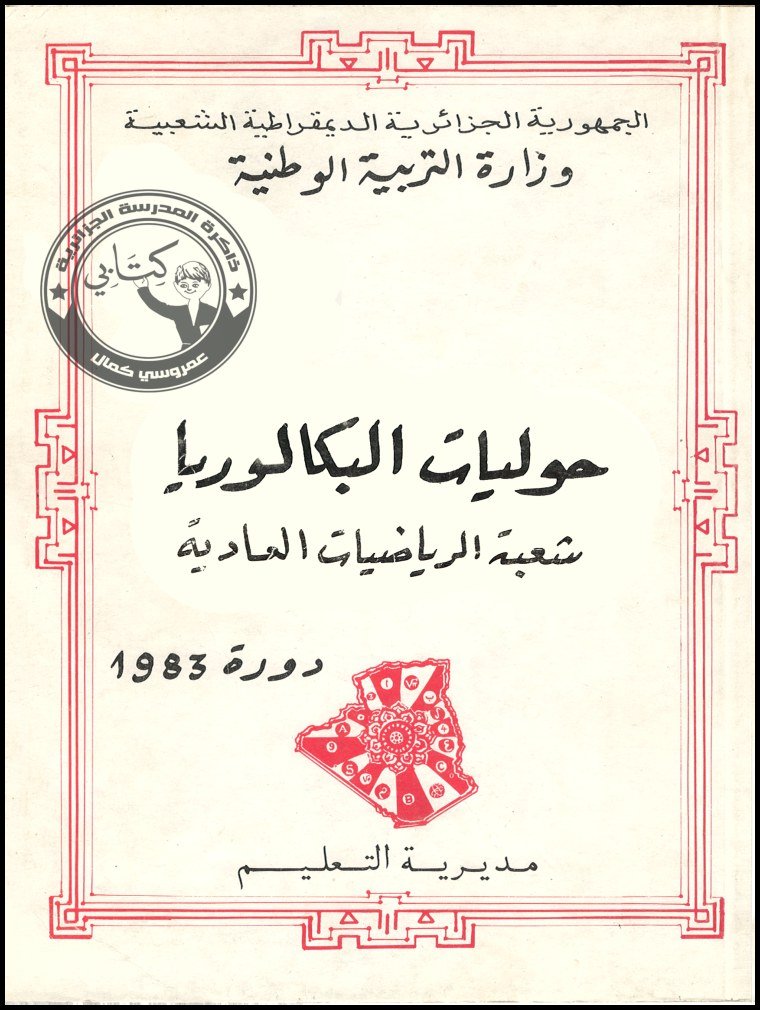 الجمهورية الجزائرية الديمقراطية الشعبية
وزارة التربية الوطنية
ذاكرة المدرسة الجزائرية
كِتَابِي
عمروسي كمال
حوليات البكالوريا
شعبة الرياضيات العادية
دورة 1983
مديرية التعليم